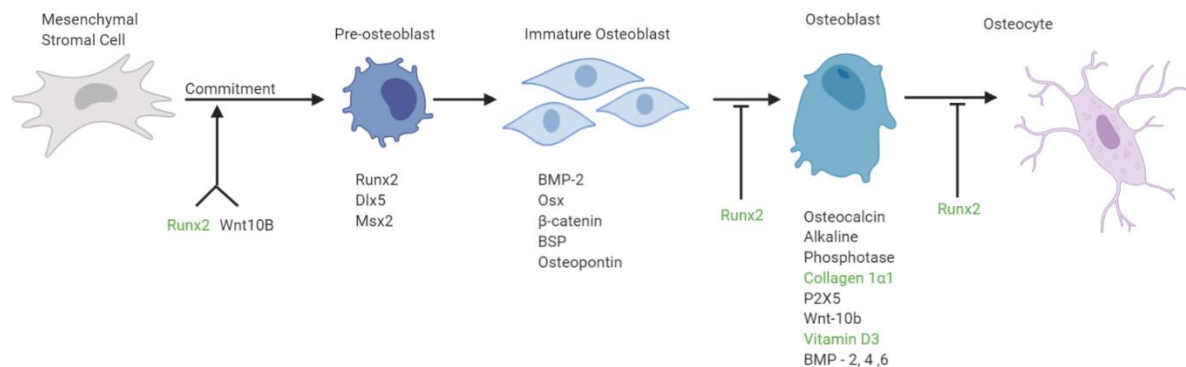 Mesenchymal
Stromal Cell
Pre-osteoblast
Immature Osteoblast
Osteoblast
Osteocyte
Commitment
Runx2 Wnt10B
Runx2
Dlx5
Msx2
BMP-2
Osx
β-catenin
BSP
Osteopontin
Runx2
Osteocalcin
Alkaline
Phosphotase
Collagen 1α1
P2X5
Wnt-10b
Vitamin D3
BMP - 2, 4 ,6
Runx2